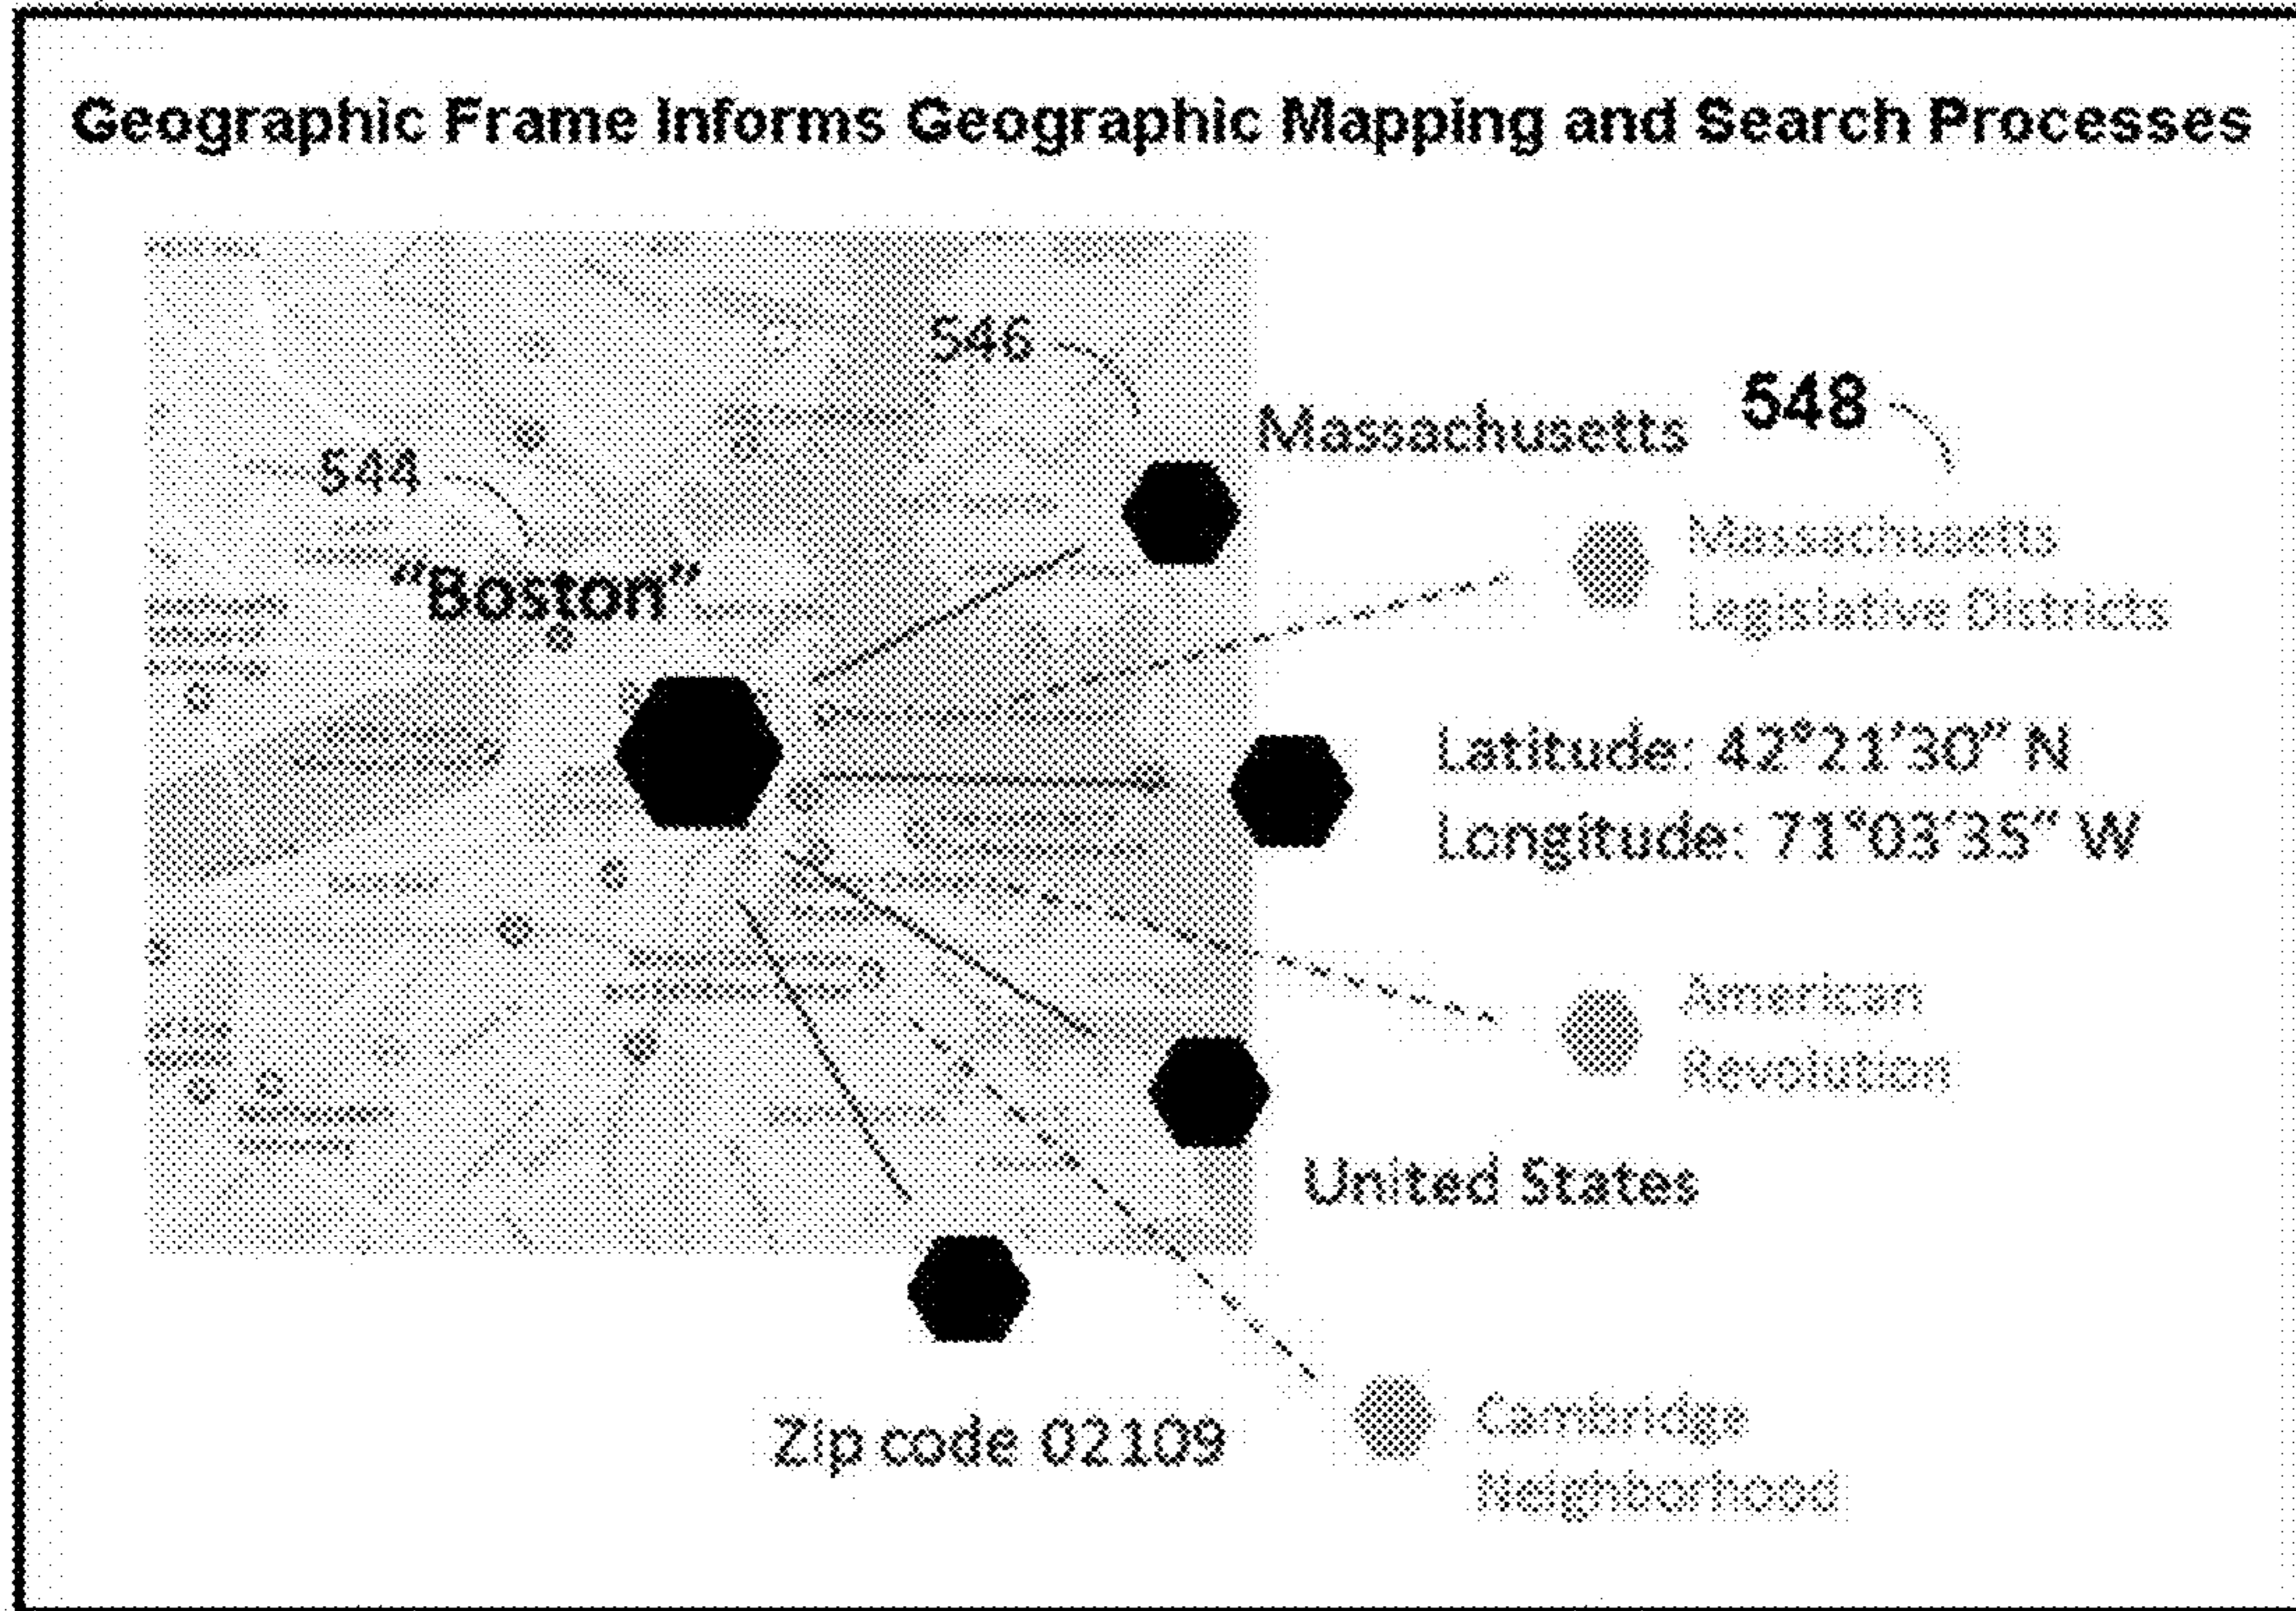 Geographic Frame Informs Geographic Mapping and Search Processes
546
Massachusetts
548
544
Massachusetts
Legislative Districts
“Boston”
Latitude: 42°21’30” N
Longitude: 71°03’35” W
American
Revolution
United States
Zip code 02109
Cambridge
Neighborhood